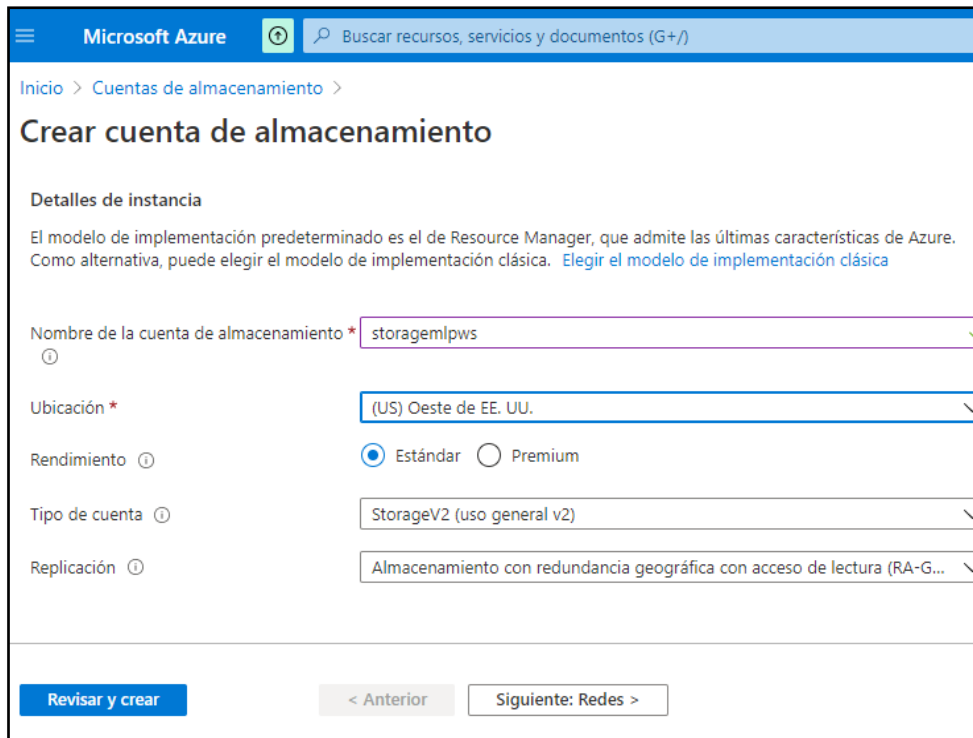 Microsoft Azure
Buscar recursos, servicios y documentos (G+/)
Inicio > Cuentas de almacenamiento >
Crear cuenta de almacenamiento
Detalles de instancia
El modelo de implementación predeterminado es el de Resource Manager, que admite las últimas características de Azure.
Como alternativa, puede elegir el modelo de implementación clásica. Elegir el modelo de implementación clásica
Nombre de la cuenta de almacenamiento * storagemlpws
Ubicación * (US) Oeste de EE. UU.
Rendimiento Estándar Premium
Tipo de cuenta StorageV2 (uso general v2)
Replicación Almacenamiento con redundancia geográfica con acceso de lectura (RA-G...
Revisar y crear < Anterior Siguiente: Redes >